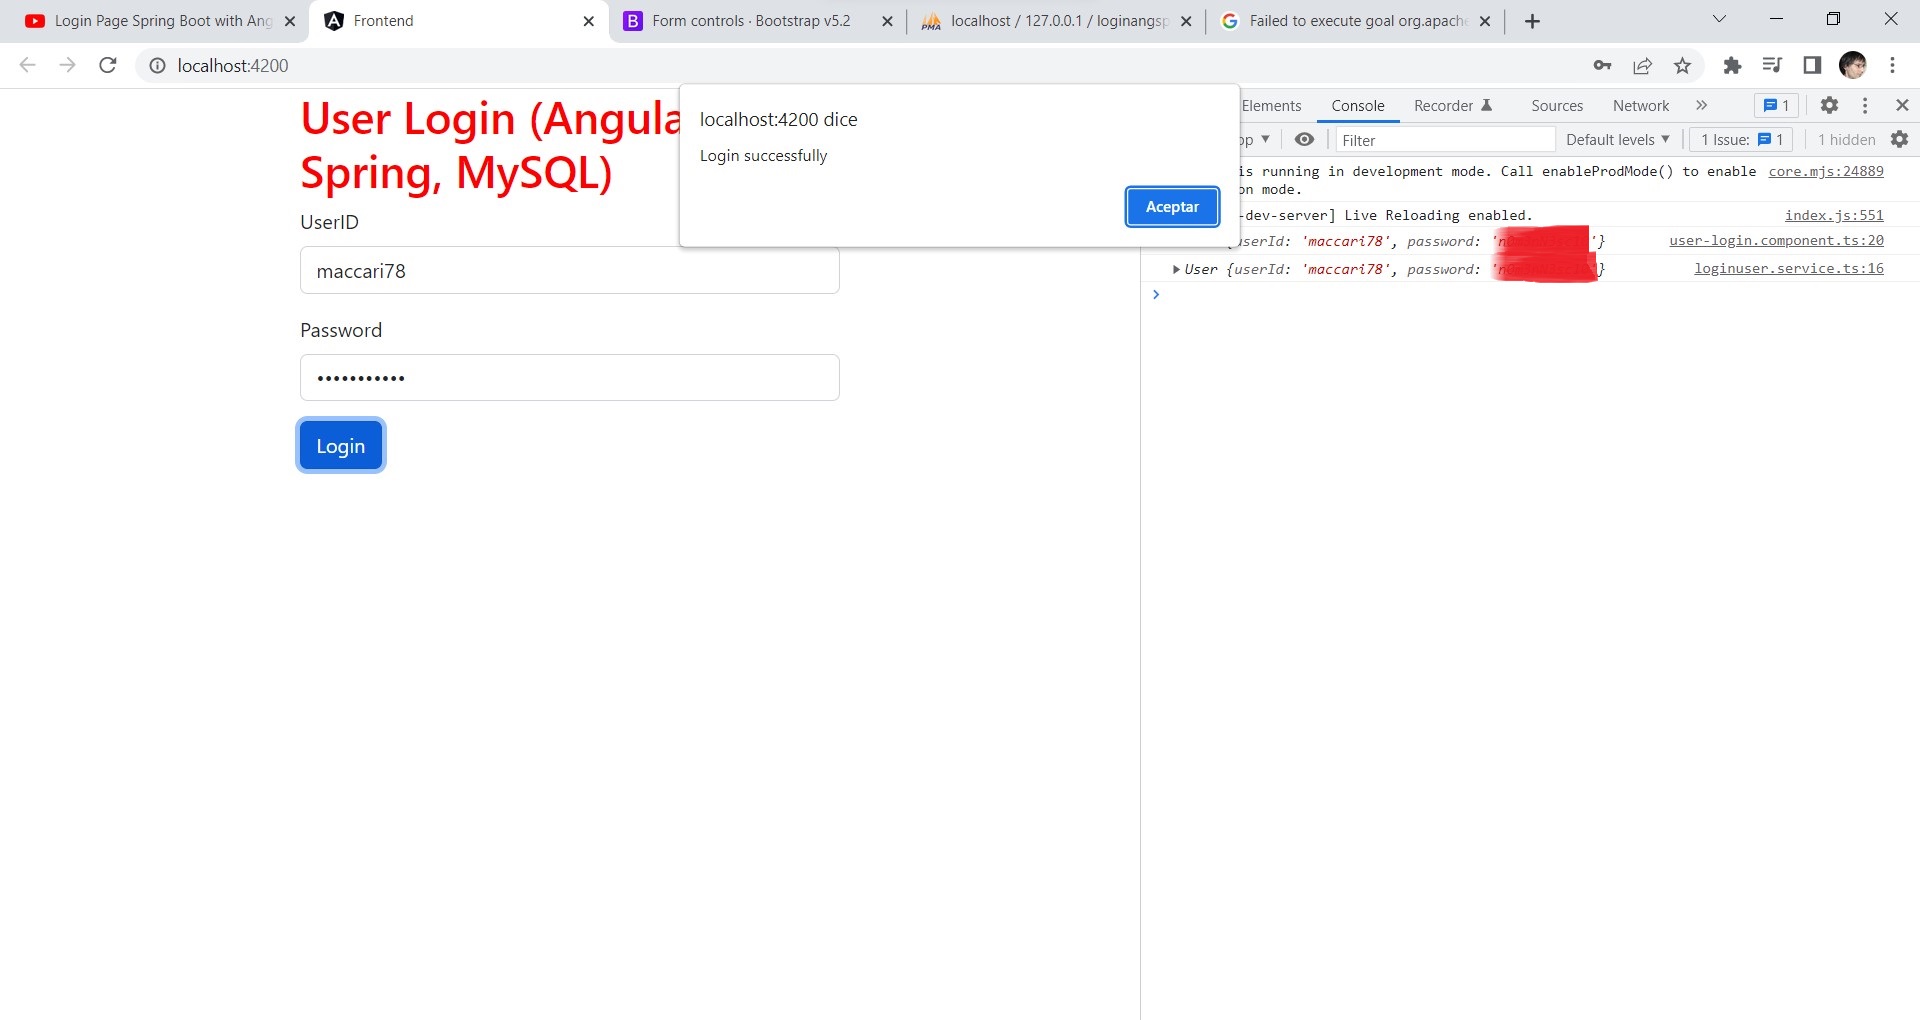 Login Page Spring Boot with Ang
Frontend
Form controls · Bootstrap v5.2
localhost / 127.0.0.1 / loginangsp
Failed to execute goal org.apache
localhost:4200
User Login (Angula
Spring, MySQL)
UserID
maccari78
Password
•••••••••••
Login
localhost:4200 dice
Login successfully
Aceptar
Elements
Console
Recorder
Sources
Network
1
Filter
Default levels
1 Issue: 1
1 hidden
is running in development mode. Call enableProdMode() to enable core.mjs:24889
on mode.
-dev-server] Live Reloading enabled. index.js:551
userId: 'maccari78', password: ' '} user-login.component.ts:20
User {userId: 'maccari78', password: ' '} loginuser.service.ts:16